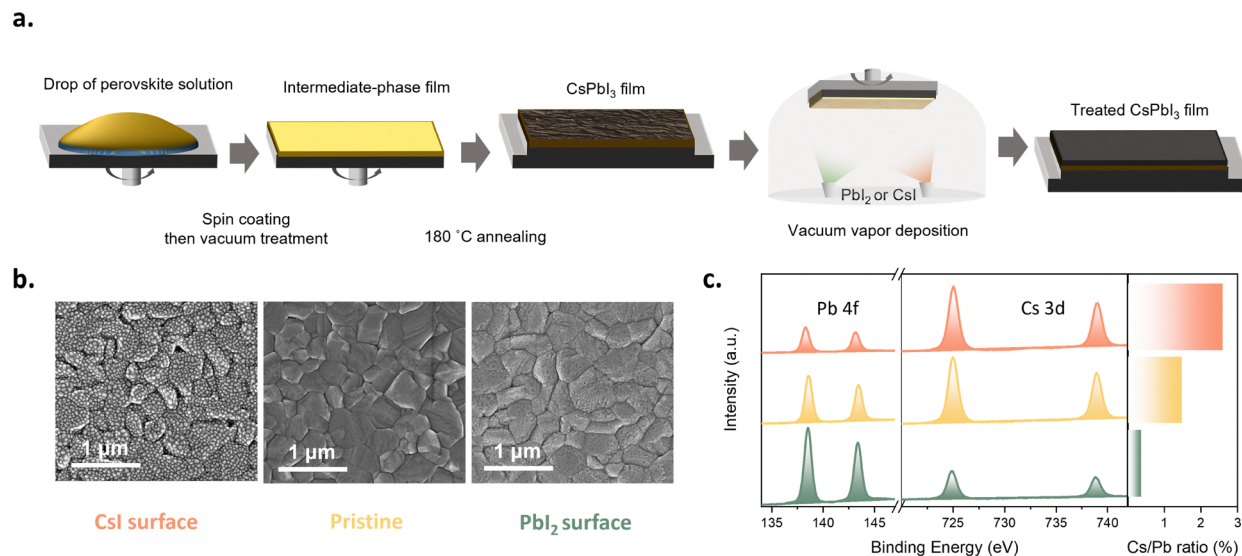 a.
Drop of perovskite solution
Intermediate-phase film
CsPbI₃ film
Treated CsPbI₃ film
PbI₂ or CsI
Spin coating
then vacuum treatment
180 ˚C annealing
Vacuum vapor deposition
b.
1 µm
1 µm
1 µm
CsI surface
Pristine
PbI₂ surface
c.
Pb 4f
Cs 3d
Intensity (a.u.)
135 140 145 725 730 735 740 1 2 3
Binding Energy (eV)
Cs/Pb ratio (%)